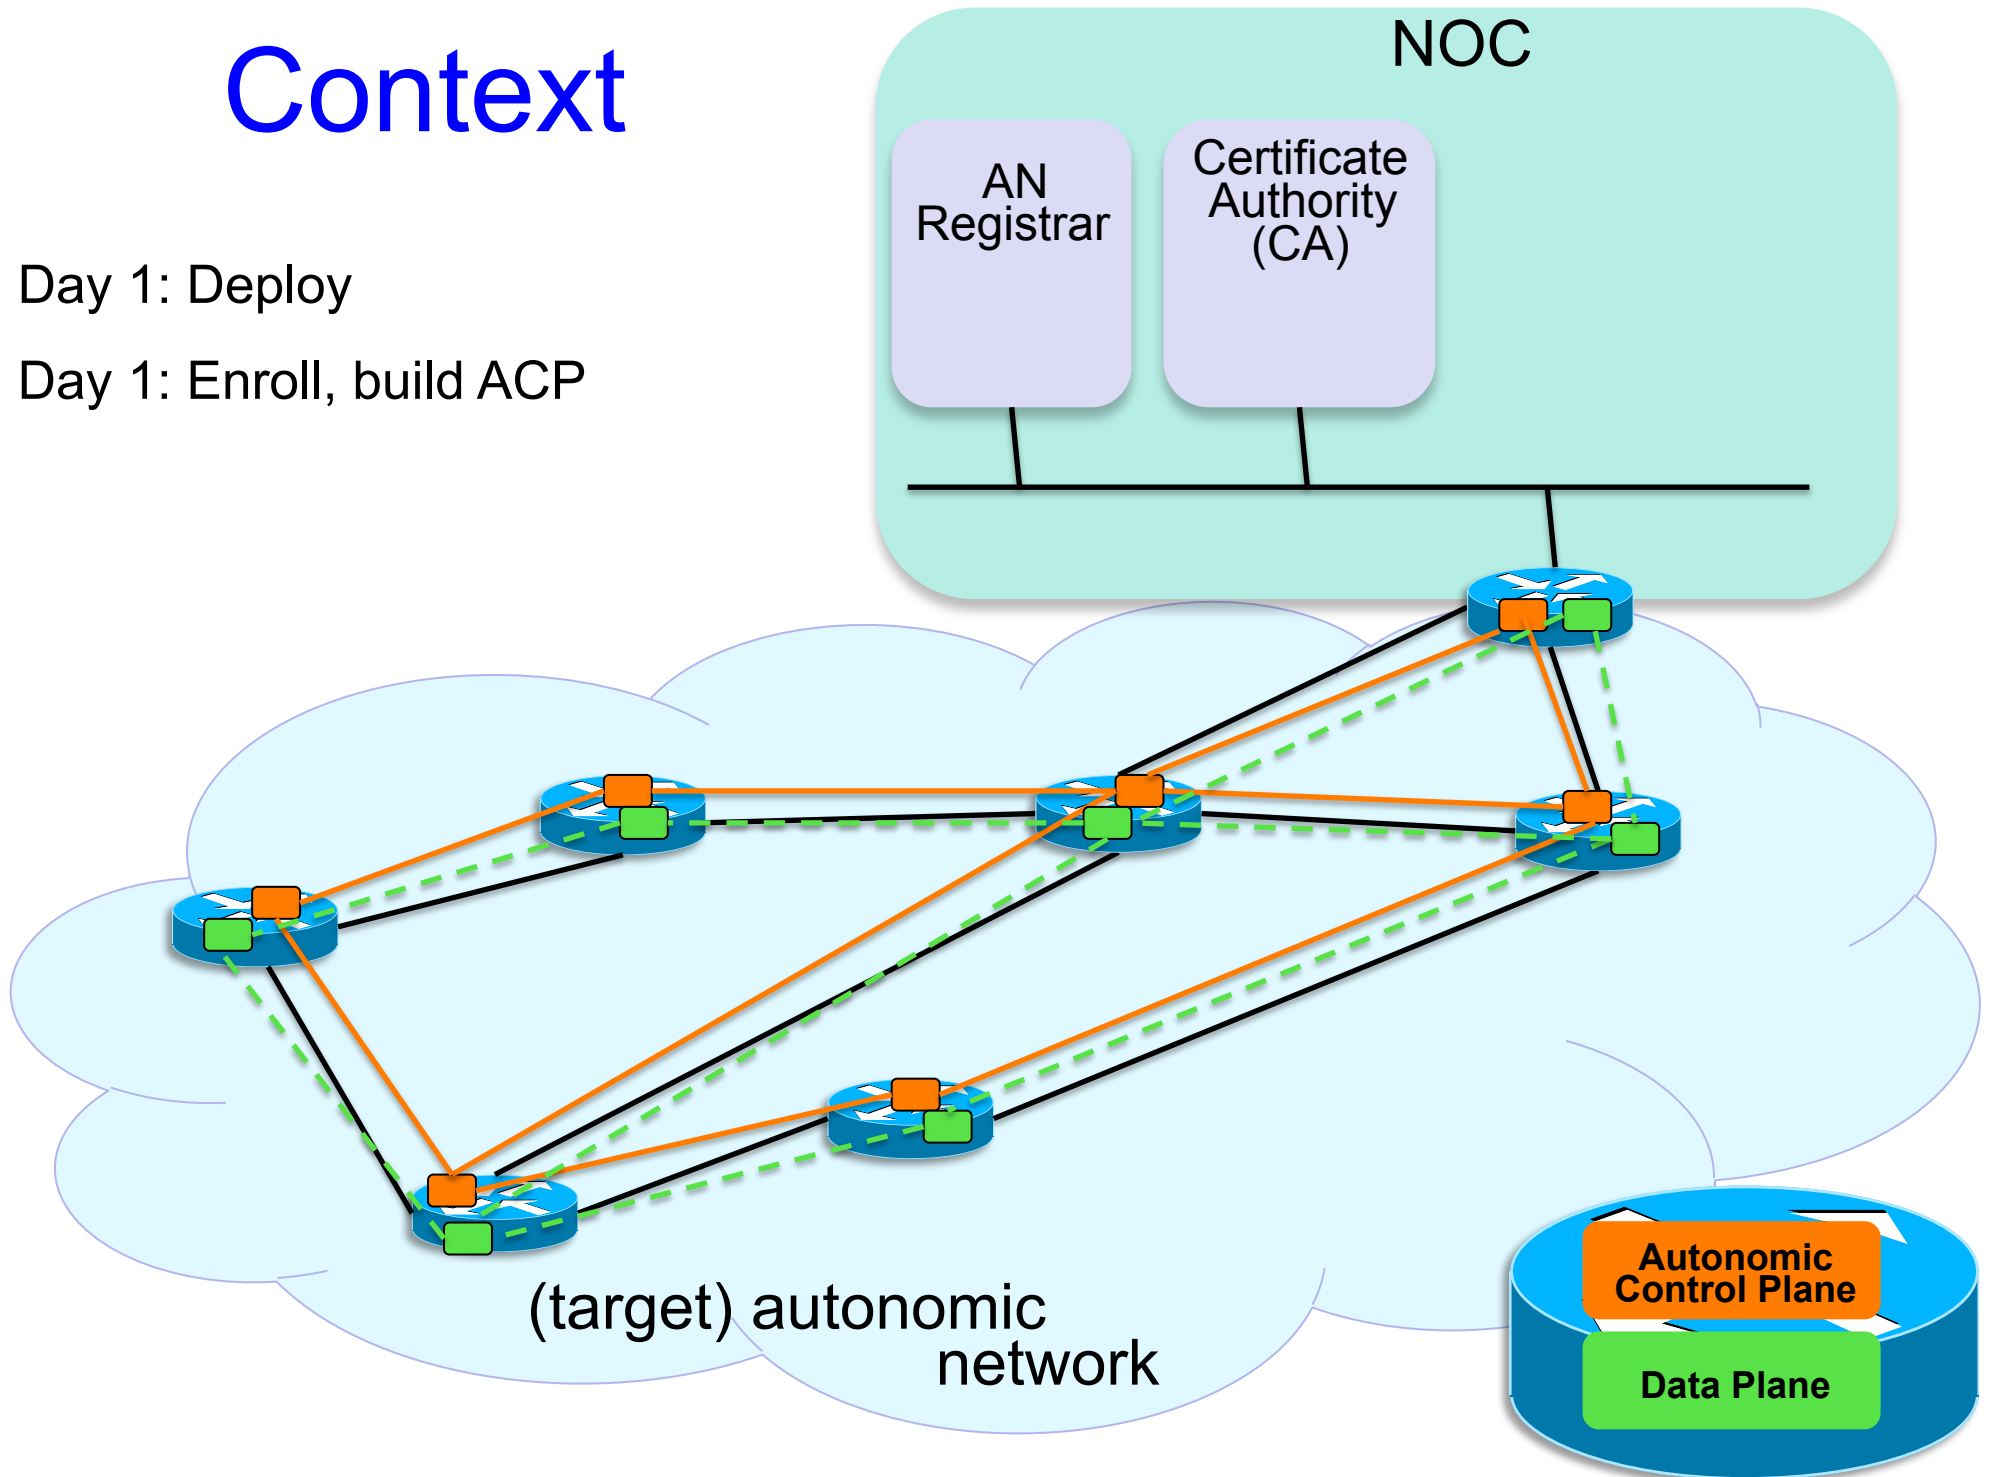 Context
NOC
AN
Registrar
Certificate
Authority
(CA)
Day 1: Deploy
Day 1: Enroll, build ACP
(target) autonomic
network
Autonomic
Control Plane
Data Plane